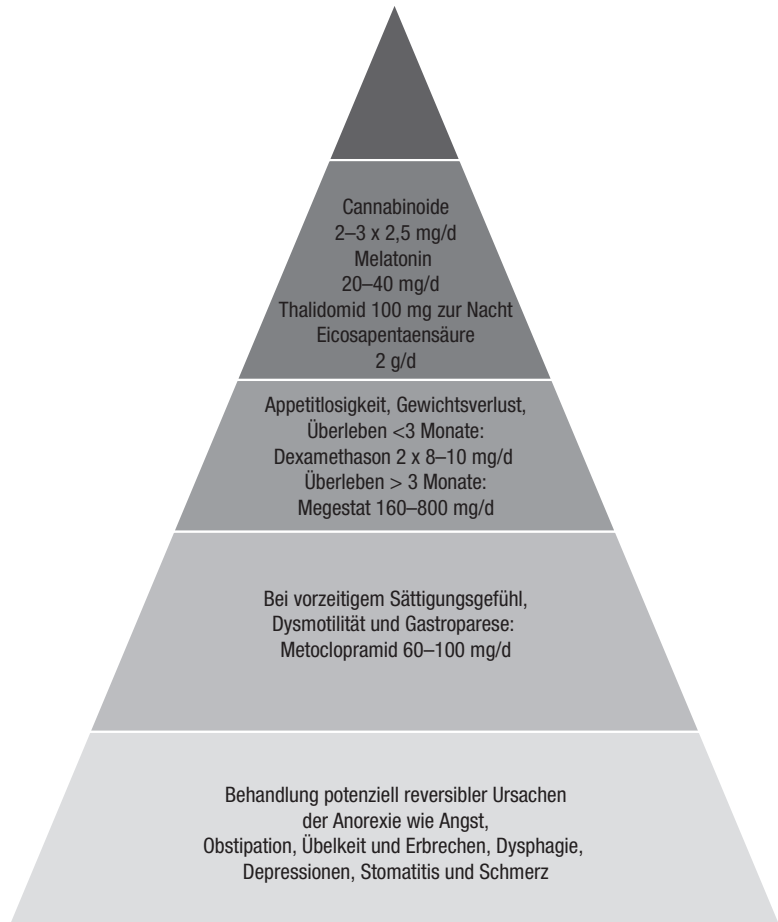 Cannabinoide
2–3 x 2,5 mg/d
Melatonin
20–40 mg/d
Thalidomid 100 mg zur Nacht
Eicosapentaensäure
2 g/d
Appetitlosigkeit, Gewichtsverlust,
Überleben <3 Monate:
Dexamethason 2 x 8–10 mg/d
Überleben > 3 Monate:
Megestat 160–800 mg/d
Bei vorzeitigem Sättigungsgefühl,
Dysmotilität und Gastroparese:
Metoclopramid 60–100 mg/d
Behandlung potenziell reversibler Ursachen
der Anorexie wie Angst,
Obstipation, Übelkeit und Erbrechen, Dysphagie,
Depressionen, Stomatitis und Schmerz